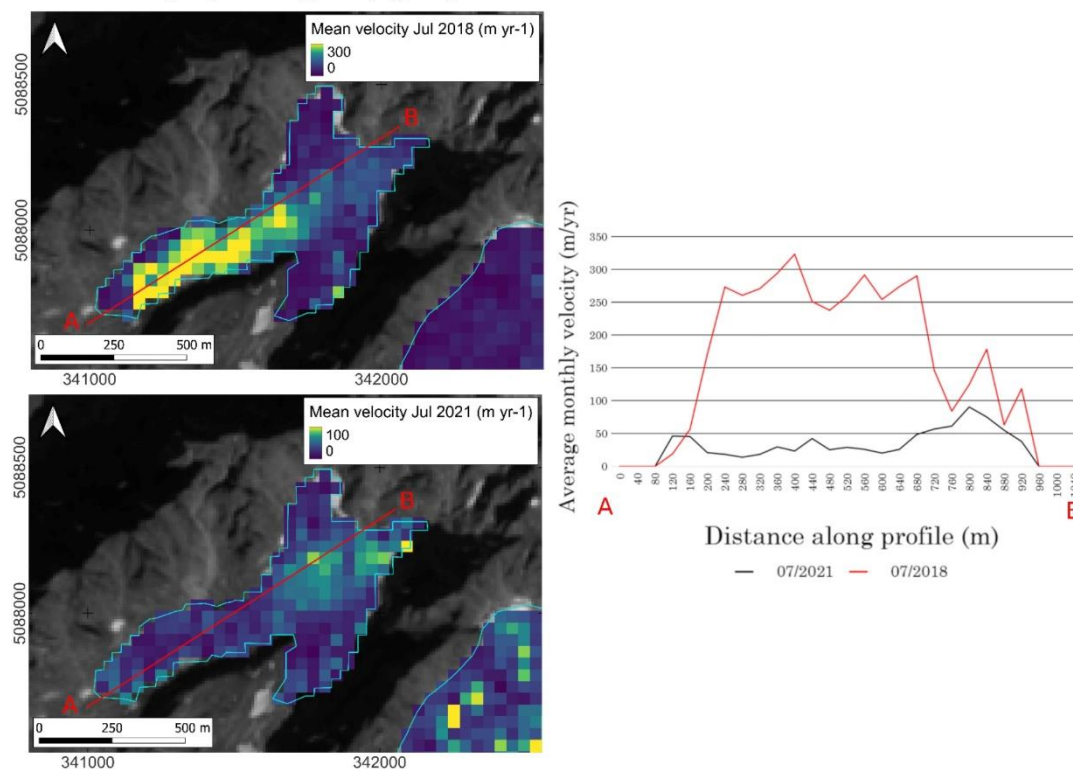 Mean velocity Jul 2018 (m yr-1)
300
0
5088500
5088000
B
A
0 250 500 m
341000 342000
Mean velocity Jul 2021 (m yr-1)
100
0
5088500
5088000
B
A
0 250 500 m
341000 342000
Average monthly velocity (m/yr)
350
300
250
200
150
100
50
0
0 40 80 120 160 200 240 280 320 360 400 440 480 520 560 600 640 680 720 760 800 840 880 920 960 1000
A
Distance along profile (m)
07/2021 07/2018